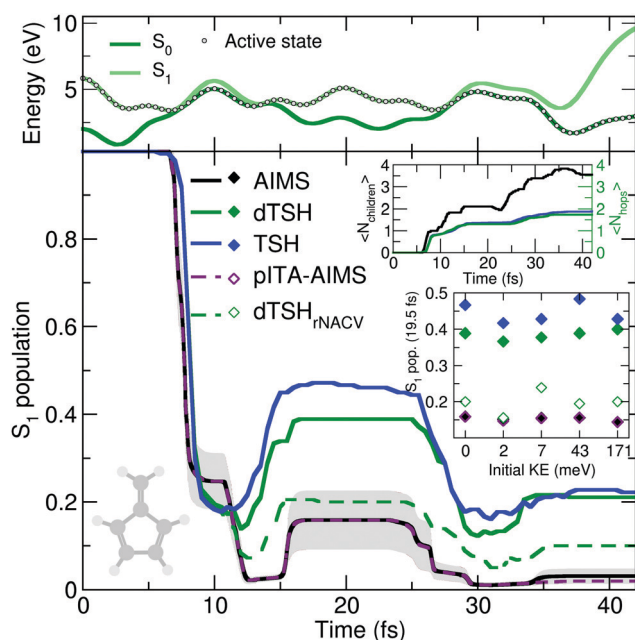 10
5
Energy (eV)
S0
S1
Active state
0.8
0.6
0.4
0.2
0
S1 population
AIMS
dTSH
TSH
pITA-AIMS
dTSHrNACV
4
3
2
1
0
<Nchildren>
4
3
2
1
0
<Nhops>
0 10 20 30 40
Time (fs)
0.5
0.4
0.3
0.2
S1 pop. (19.5 fs)
0 2 7 43 171
Initial KE (meV)
0 10 20 30 40
Time (fs)